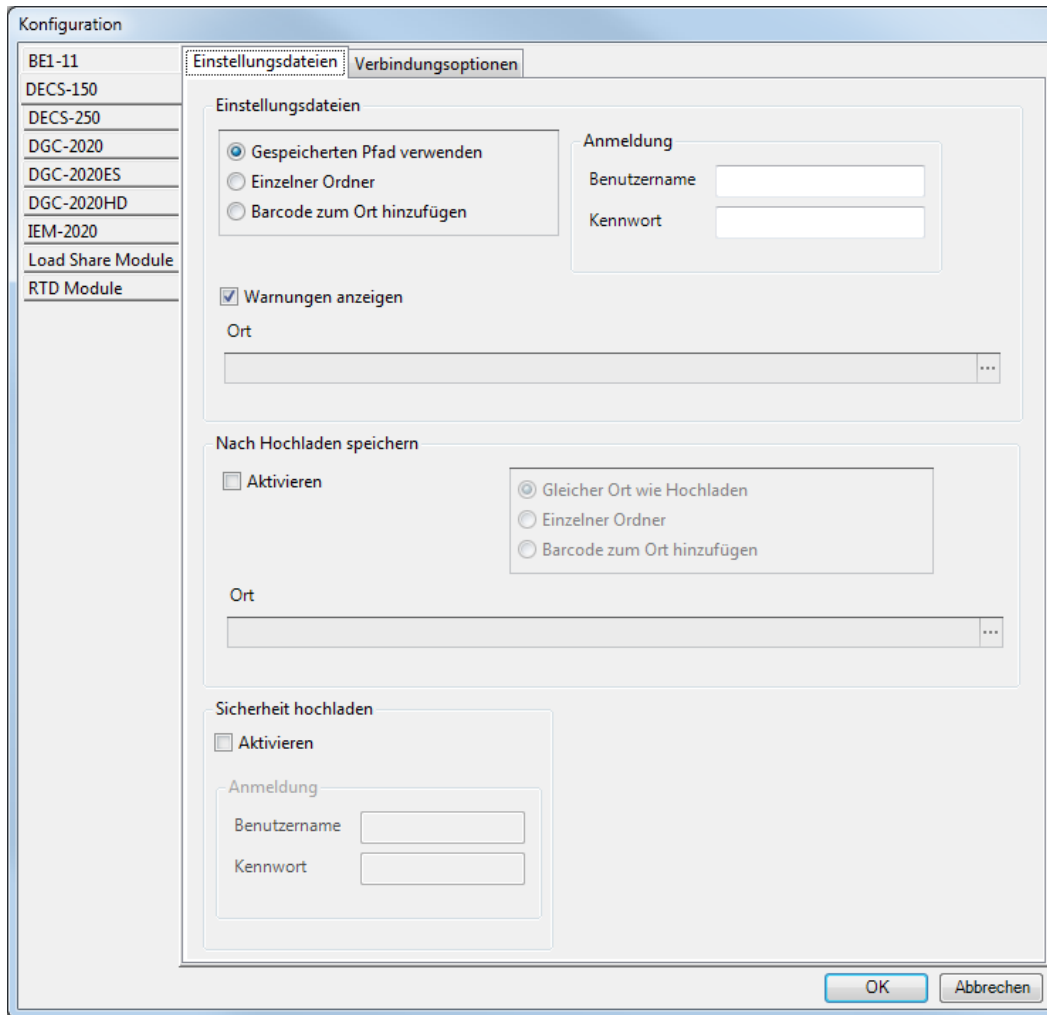 Konfiguration
BE1-11
DECS-150
DECS-250
DGC-2020
DGC-2020ES
DGC-2020HD
IEM-2020
Load Share Module
RTD Module
Einstellungsdateien
Verbindungsoptionen
Einstellungsdateien
Gespeicherten Pfad verwenden
Einzelner Ordner
Barcode zum Ort hinzufügen
Anmeldung
Benutzername
Kennwort
Warnungen anzeigen
Ort
...
Nach Hochladen speichern
Aktivieren
Gleicher Ort wie Hochladen
Einzelner Ordner
Barcode zum Ort hinzufügen
Ort
...
Sicherheit hochladen
Aktivieren
Anmeldung
Benutzername
Kennwort
OK
Abbrechen